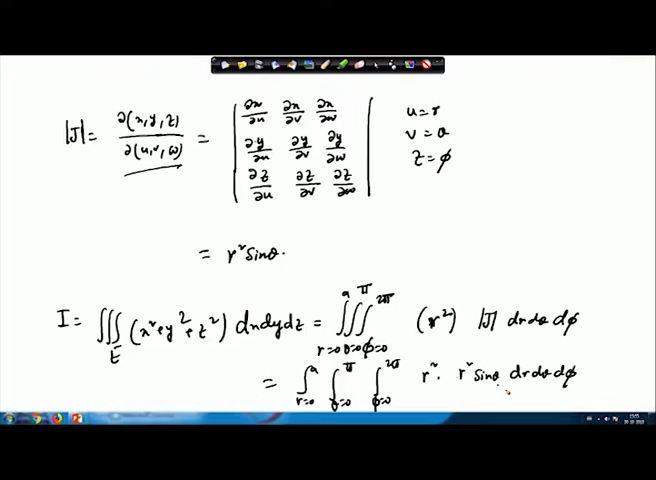 |J| = ∂(x, y, z) / ∂(u, v, w) = | ∂x/∂u ∂x/∂v ∂x/∂w |
| ∂y/∂u ∂y/∂v ∂y/∂w |
| ∂z/∂u ∂z/∂v ∂z/∂w |
u = r
v = θ
z = φ
= r² sinθ.
I = ∭_E (x² + y² + z²) dx dy dz = ∫_{r=0}^{a} ∫_{θ=0}^{π} ∫_{φ=0}^{2π} (r²) |J| dr dθ dφ
= ∫_{r=0}^{a} ∫_{θ=0}^{π} ∫_{φ=0}^{2π} r² · r² sinθ dr dθ dφ